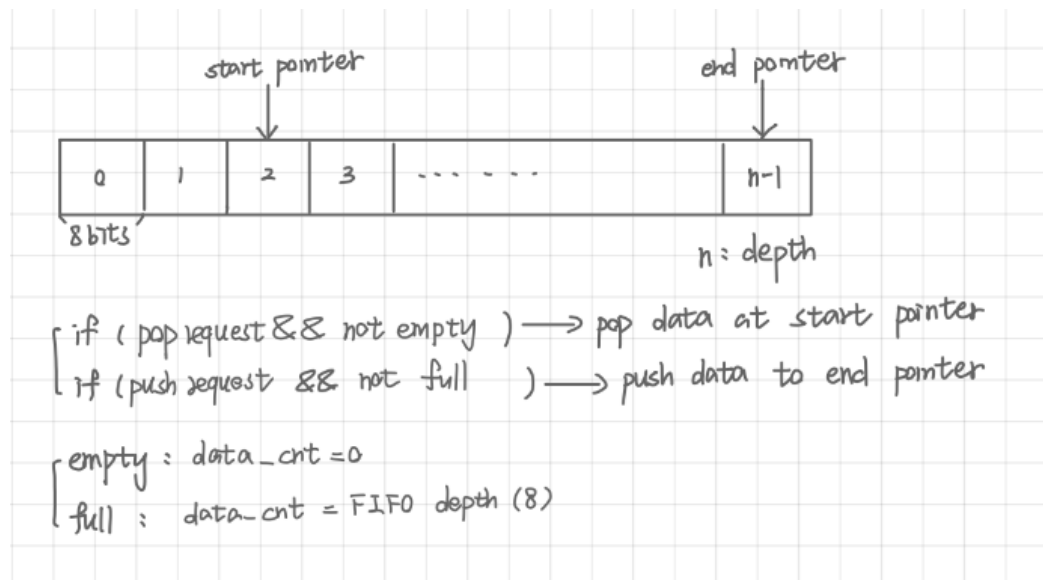 start pointer
end pointer
0 1 2 3 ....... n-1
8 bits
n : depth
if ( pop request && not empty ) → pop data at start pointer
if (push request && not full ) → push data to end pointer
empty : data_cnt = 0
full : data_cnt = FIFO depth (8)